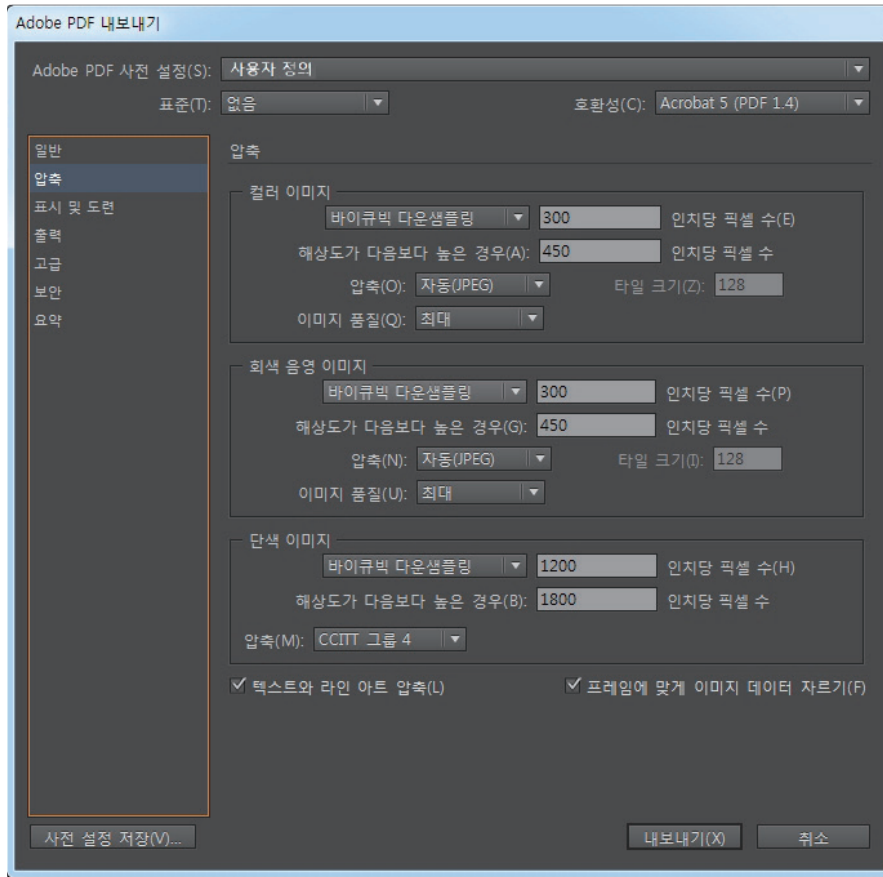 Adobe PDF 내보내기
Adobe PDF 사전 설정(S): 사용자 정의
표준(T): 없음 호환성(C): Acrobat 5 (PDF 1.4)
일반
압축
표시 및 도련
출력
고급
보안
요약
압축
컬러 이미지
바이큐빅 다운샘플링 300 인치당 픽셀 수(E)
해상도가 다음보다 높은 경우(A): 450 인치당 픽셀 수
압축(O): 자동(JPEG) 타일 크기(Z): 128
이미지 품질(Q): 최대
회색 음영 이미지
바이큐빅 다운샘플링 300 인치당 픽셀 수(P)
해상도가 다음보다 높은 경우(G): 450 인치당 픽셀 수
압축(N): 자동(JPEG) 타일 크기(I): 128
이미지 품질(U): 최대
단색 이미지
바이큐빅 다운샘플링 1200 인치당 픽셀 수(H)
해상도가 다음보다 높은 경우(B): 1800 인치당 픽셀 수
압축(M): CCITT 그룹 4
텍스트와 라인 아트 압축(L) 프레임에 맞게 이미지 데이터 자르기(F)
사전 설정 저장(V)... 내보내기(X) 취소